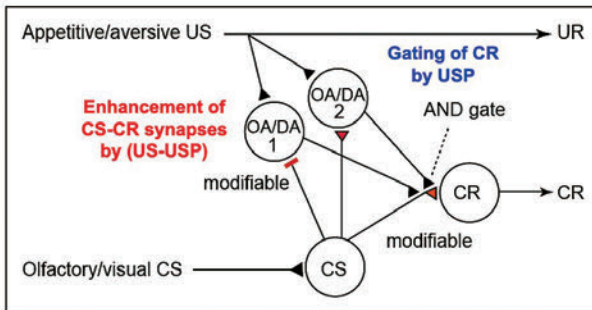 Appetitive/aversive US
UR
Gating of CR
by USP
Enhancement of
CS-CR synapses
by (US-USP)
OA/DA
2
OA/DA
1
AND gate
modifiable
CR
CR
modifiable
Olfactory/visual CS
CS